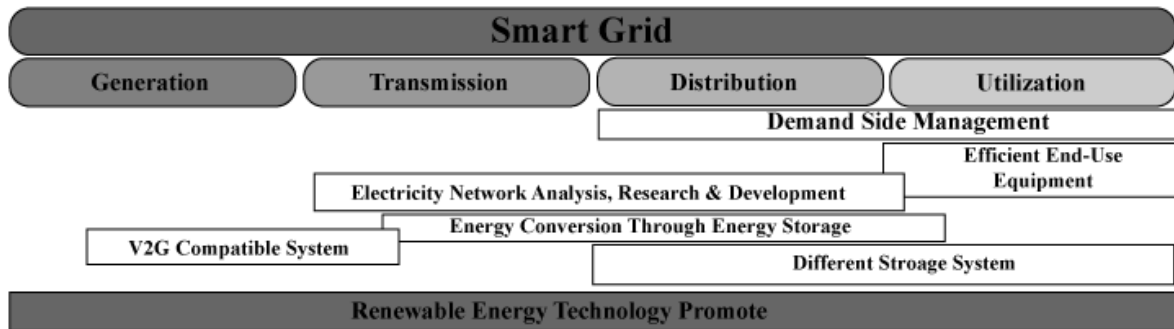 Smart Grid
Generation
Transmission
Distribution
Utilization
Demand Side Management
Efficient End-Use
Equipment
Electricity Network Analysis, Research & Development
Energy Conversion Through Energy Storage
V2G Compatible System
Different Stroage System
Renewable Energy Technology Promote